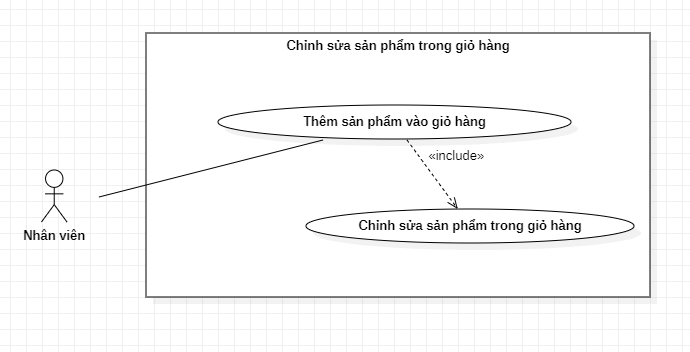 Chỉnh sửa sản phẩm trong giỏ hàng
Thêm sản phẩm vào giỏ hàng
«include»
Chỉnh sửa sản phẩm trong giỏ hàng
Nhân viên